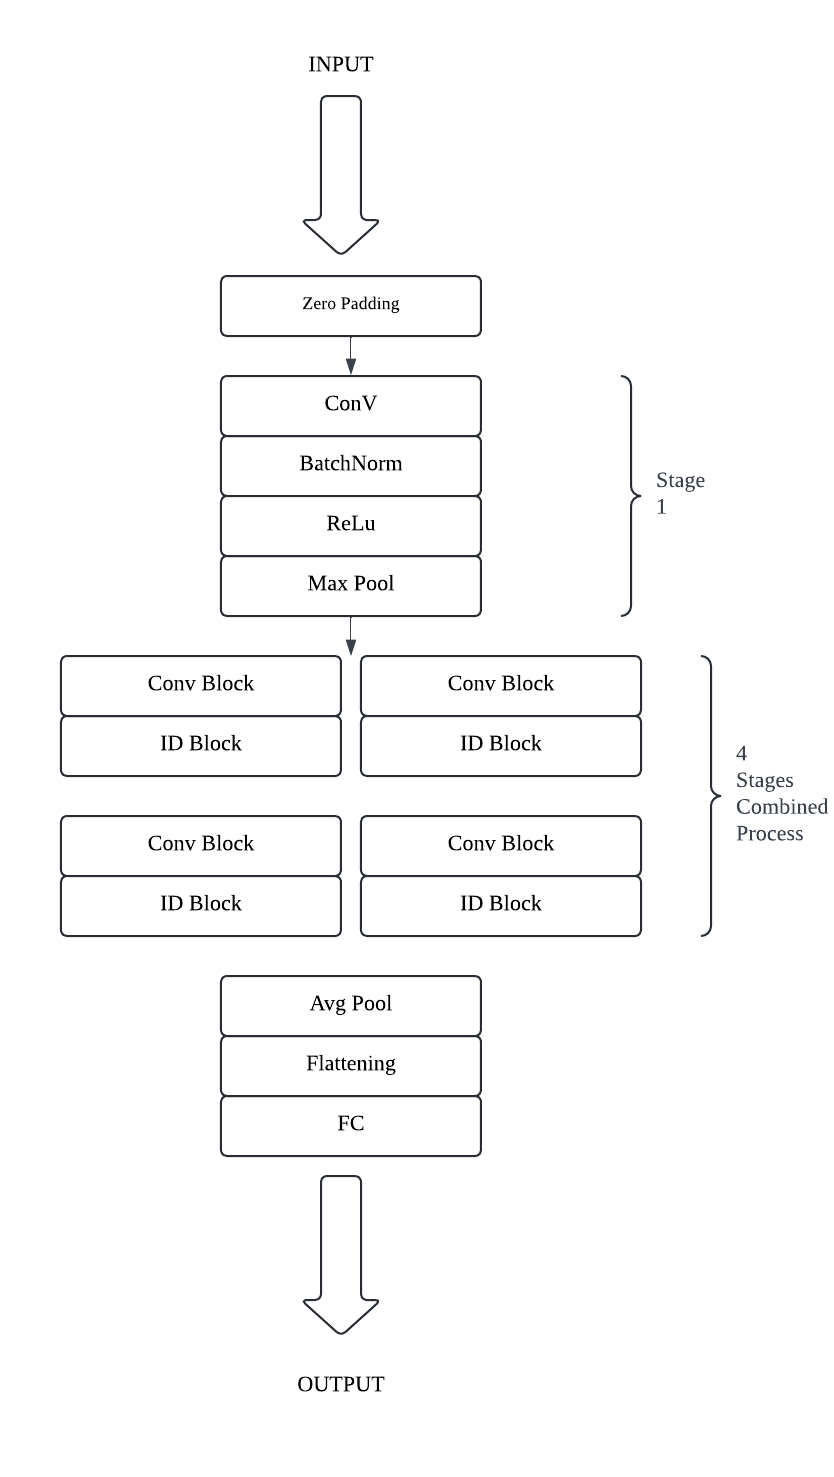 INPUT
Zero Padding
ConV
BatchNorm
ReLu
Max Pool
Stage
1
Conv Block
Conv Block
ID Block
ID Block
Conv Block
Conv Block
ID Block
ID Block
4
Stages
Combined
Process
Avg Pool
Flattening
FC
OUTPUT